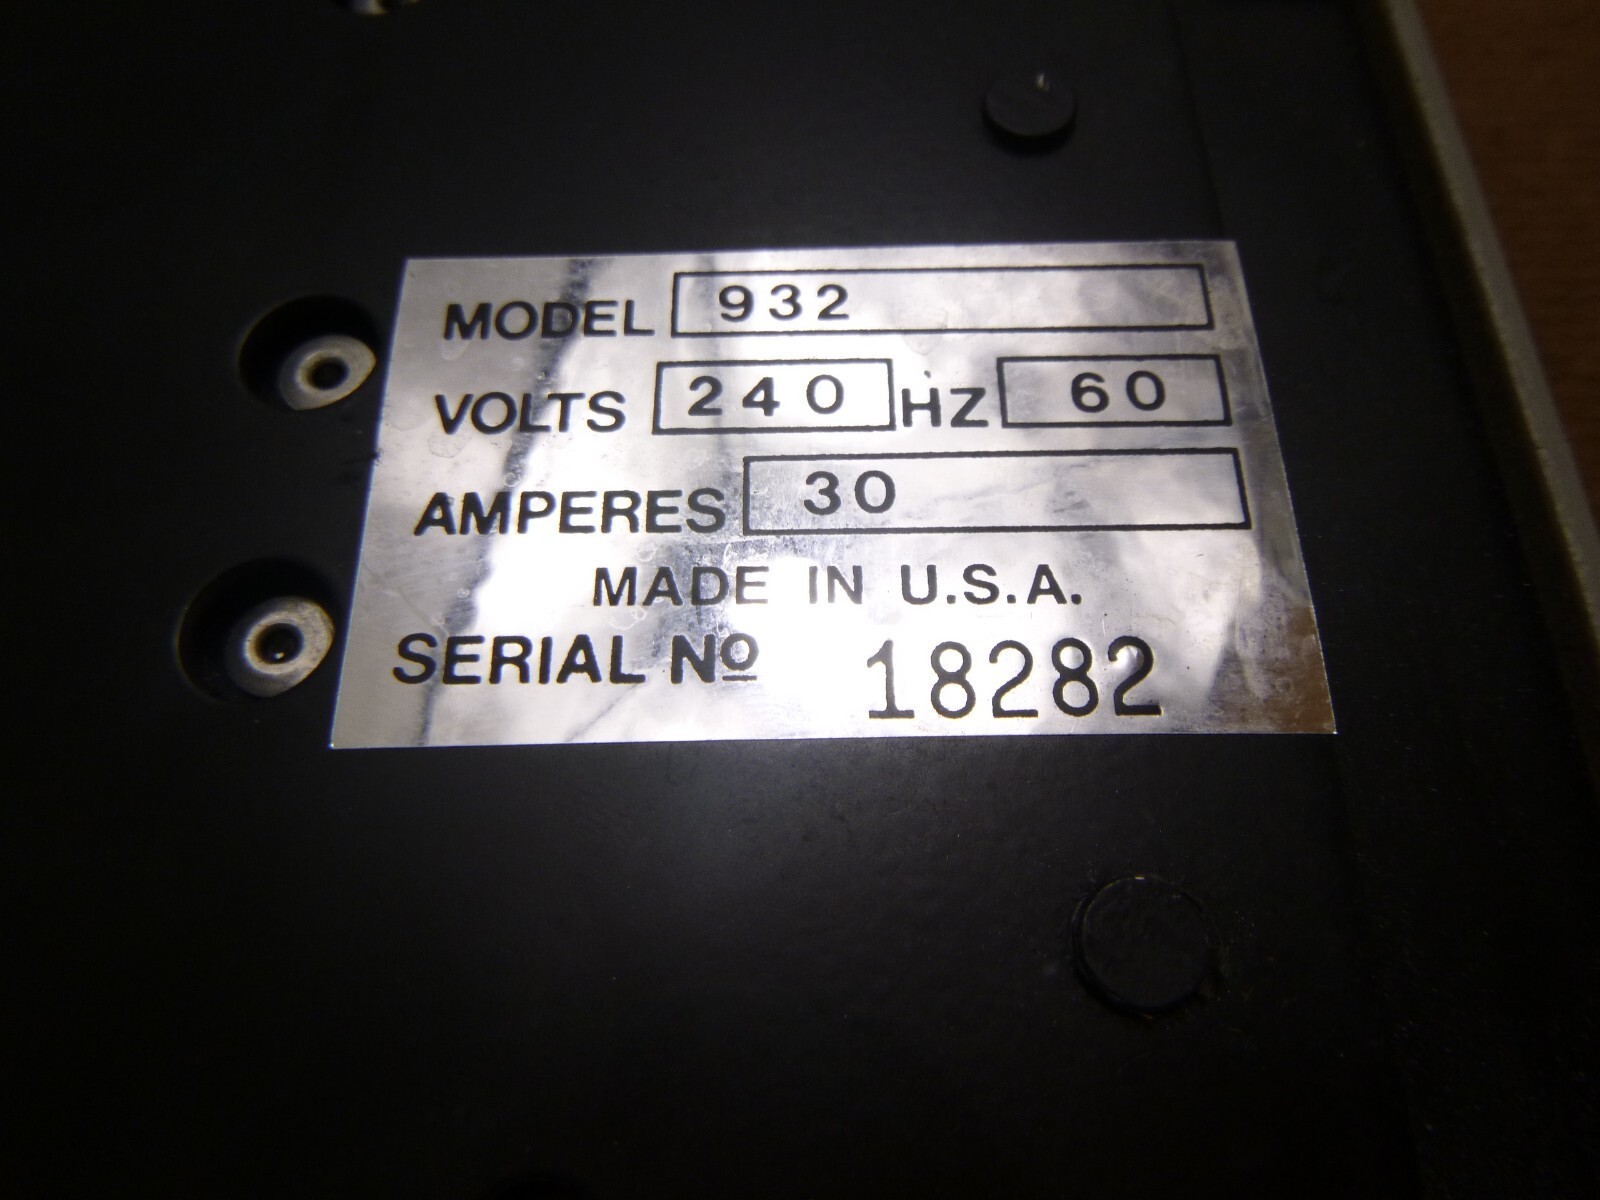 MODEL 932
VOLTS 240 HZ 60
AMPERES 30
MADE IN U.S.A.
SERIAL Nº 18282